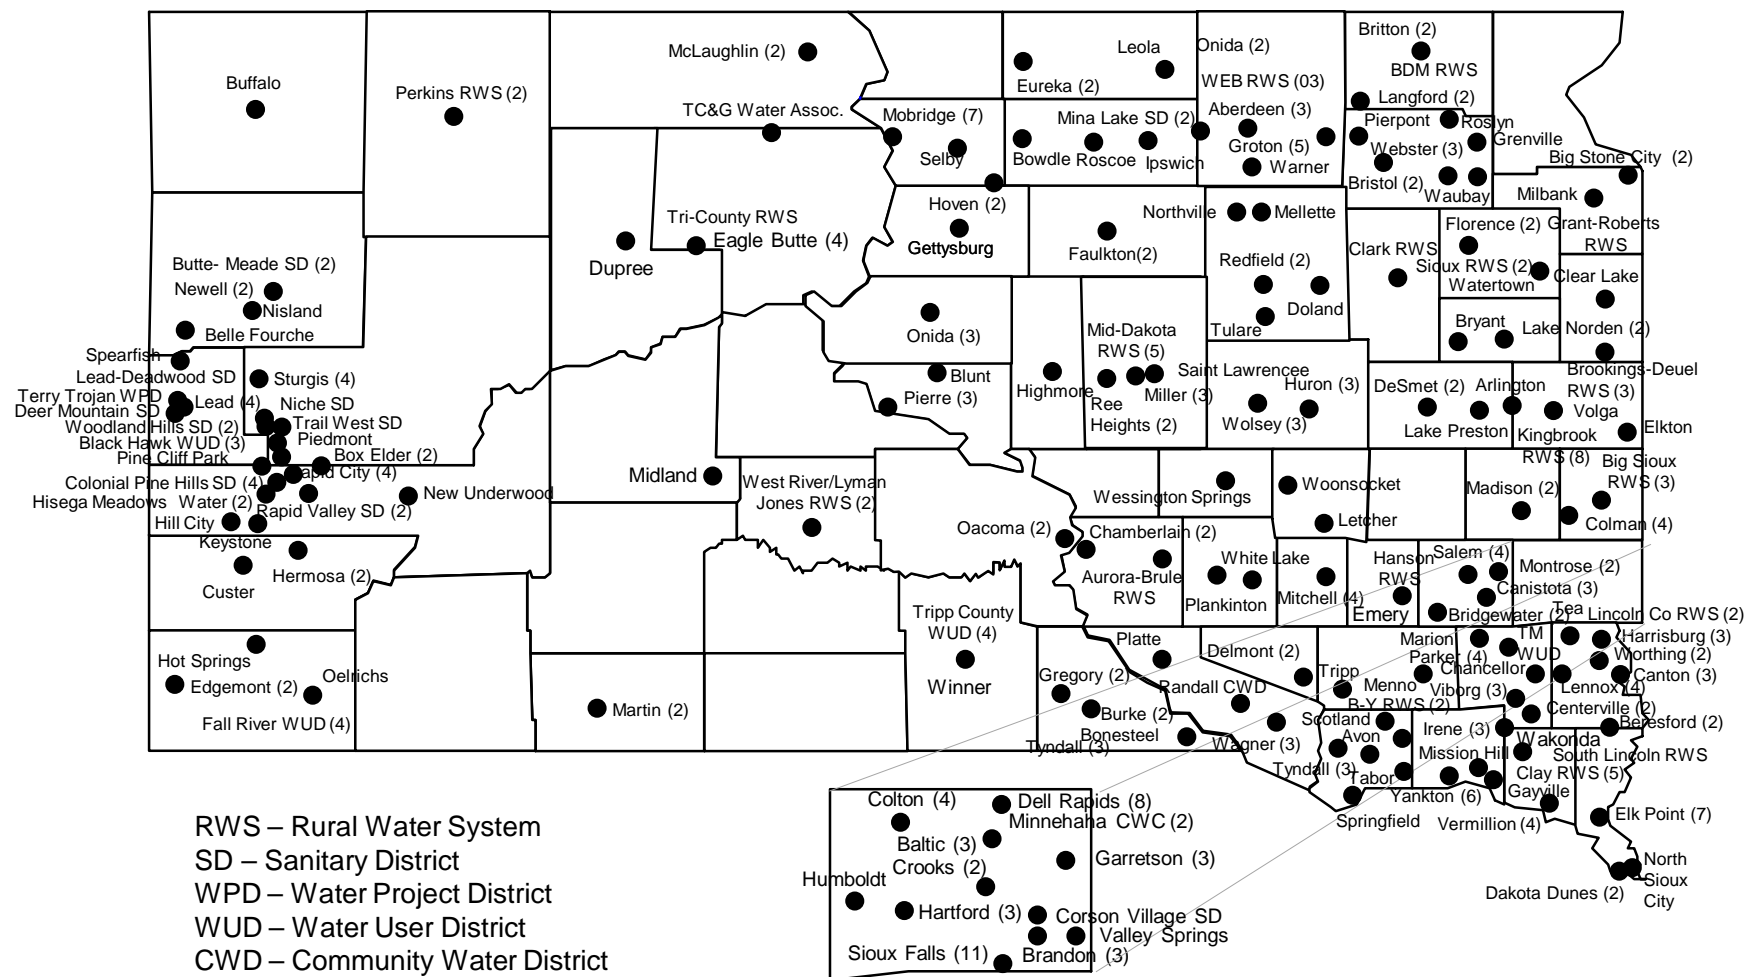 McLaughlin (2)
Leola
Onida (2)
Britton (2)
Buffalo
Eureka (2)
WEB RWS (03)
BDM RWS
Perkins RWS (2)
TC&G Water Assoc.
Mobridge (7)
Mina Lake SD (2)
Aberdeen (3)
Langford (2)
Pierpont
Roslyn
Selby
Bowdle Roscoe
Ipswich
Groton (5)
Webster (3)
Grenville
Warner
Big Stone City (2)
Bristol (2)
Waubay
Milbank
Tri-County RWS
Hoven (2)
Northville
Mellette
Florence (2)
Grant-Roberts
RWS
Eagle Butte (4)
Gettysburg
Faulkton(2)
Clark RWS
Dupree
Redfield (2)
Sioux RWS (2)
Butte- Meade SD (2)
Watertown
Clear Lake
Newell (2)
Nisland
Doland
Belle Fourche
Onida (3)
Mid-Dakota
RWS (5)
Tulare
Bryant
Lake
Norden (2)
Spearfish
Lead-Deadwood SD
Sturgis (4)
Blunt
Highmore
Saint Lawrencee
Huron (3)
DeSmet (2)
Arlington
Brookings-Deuel
RWS (3)
Terry Trojan WPD
Lead (4)
Niche SD
Pierre (3)
Ree
Heights (2)
Miller (3)
Volga
Deer Mountain SD
Woodland Hills SD (2)
Trail West SD
Wolsey (3)
Lake Preston
Kingbrook
RWS (8)
Elkton
Black Hawk WUD (3)
Piedmont
Pine Cliff Park
Box Elder (2)
Rapid City (4)
Big Sioux
RWS (3)
Colonial Pine Hills SD (4)
Midland
West River/Lyman
Jones RWS (2)
Wessington Springs
Woonsocket
Madison (2)
Hisega Meadows Water (2)
New Underwood
Rapid Valley SD (2)
Hill City
Oacoma (2)
Chamberlain (2)
Letcher
Colman (4)
Keystone
Hermosa (2)
White Lake
Hanson
RWS
Salem (4)
Montrose (2)
Custer
Aurora-Brule
RWS
Plankinton
Mitchell (4)
Emery
Canistota (3)
Bridgewater (2)
Tea
Lincoln Co RWS (2)
Tripp County
WUD (4)
Platte
Delmont (2)
Marion
TM
WUD
Harrisburg (3)
Hot Springs
Parker (4)
Worthing (2)
Edgemont (2)
Oelrichs
Winner
Gregory (2)
Tripp
Chancellor
Canton (3)
Randall CWD
Menno
Viborg (3)
Lennox (4)
Fall River WUD (4)
Martin (2)
B-Y RWS (2)
Burke (2)
Scotland
Irene (3)
Centerville (2)
Beresford (2)
Bonesteel
Tyndall (3)
Wagner (3)
Avon
Wakonda
Mission Hill
South Lincoln RWS
Tyndall (3)
Tabor
Clay RWS (5)
Yankton (6)
Gayville
Springfield
Vermillion (4)
Elk Point (7)
North
Sioux
City
Dakota Dunes (2)
Colton (4)
Dell Rapids (8)
Minnehaha CWC (2)
Baltic (3)
Crooks (2)
Garretson (3)
Humboldt
Hartford (3)
Corson Village SD
Valley Springs
Sioux Falls (11)
Brandon (3)
RWS – Rural Water System
SD – Sanitary District
WPD – Water Project District
WUD – Water User District
CWD – Community Water District